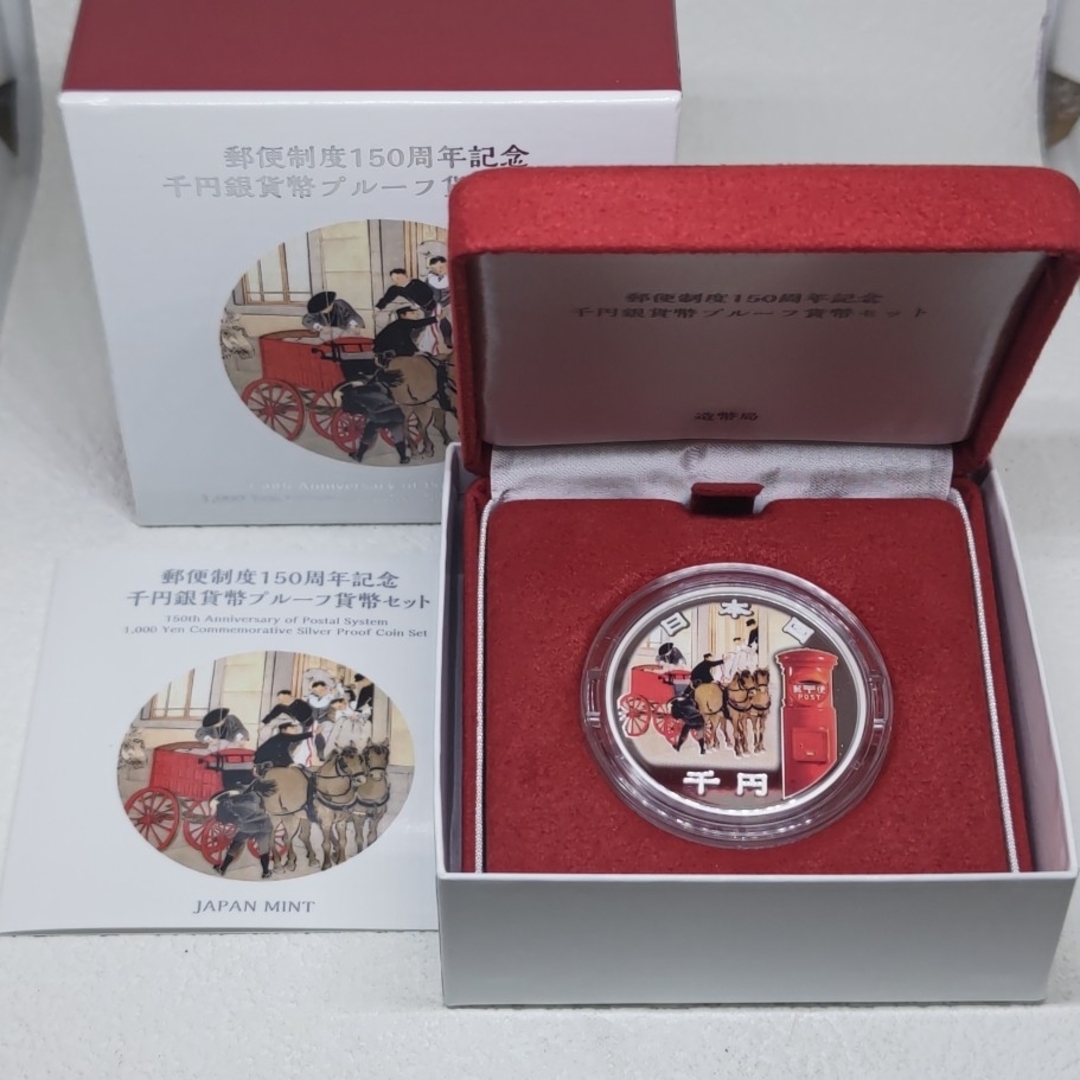 郵便制度150周年記念
千円銀貨幣プルーフ貨
150th Anniversary of P
郵便制度150周年記念
千円銀貨幣プルーフ貨幣セット
造幣局
郵便制度150周年記念
千円銀貨幣プルーフ貨幣セット
150th Anniversary of Postal System
1,000 Yen Commemorative Silver Proof Coin Set
JAPAN MINT
日本国
郵便
POST
千円